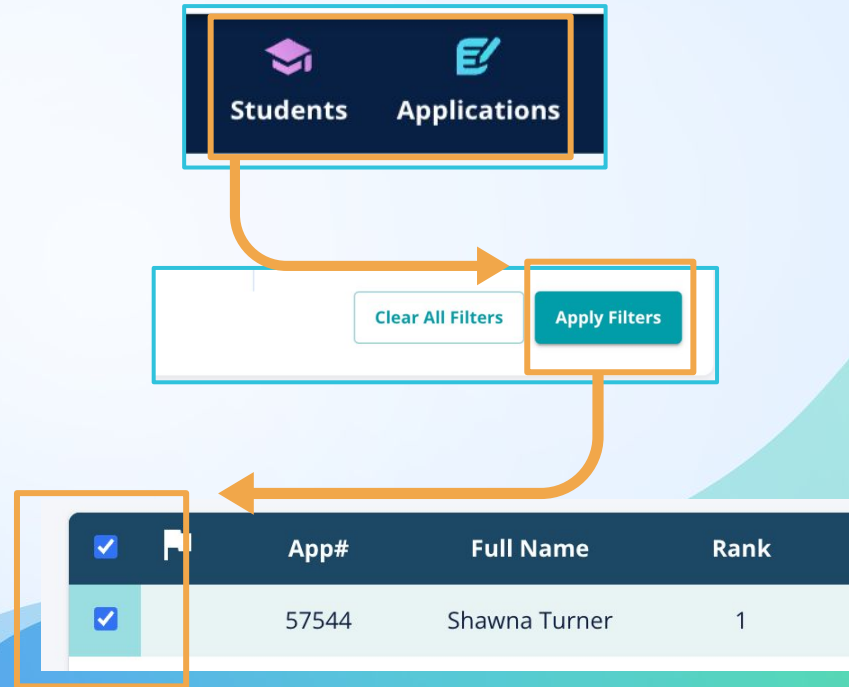 Students Applications
Clear All Filters Apply Filters
App# Full Name Rank
57544 Shawna Turner 1